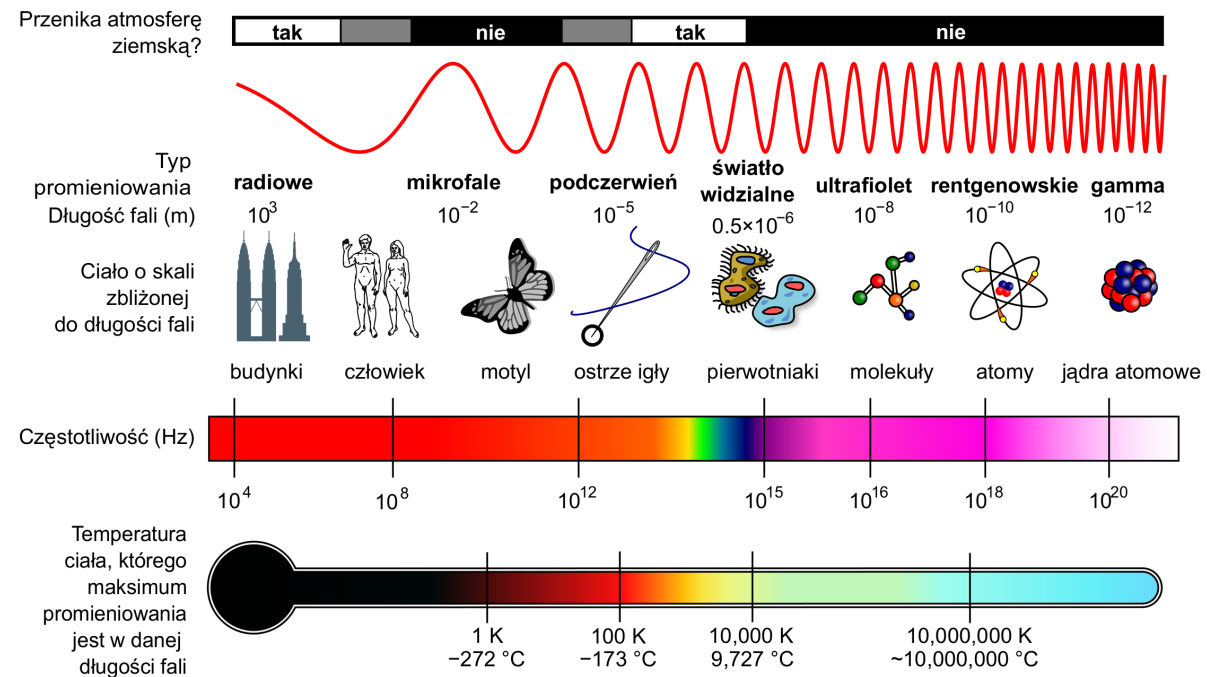 Przenika atmosferę
ziemską?
tak nie tak nie
Typ
promieniowania
radiowe mikrofale podczerwień światło
widzialne ultrafiolet rentgenowskie gamma
Długość fali (m) 10³ 10⁻² 10⁻⁵ 0.5×10⁻⁶ 10⁻⁸ 10⁻¹⁰ 10⁻¹²
Ciało o skali
zbliżonej
do długości fali
budynki człowiek motyl ostrze igły pierwotniaki molekuły atomy jądra atomowe
Częstotliwość (Hz)
10⁴ 10⁸ 10¹² 10¹⁵ 10¹⁶ 10¹⁸ 10²⁰
Temperatura
ciała, którego
maksimum
promieniowania
jest w danej
długości fali
1 K 100 K 10,000 K 10,000,000 K
−272 °C −173 °C 9,727 °C ~10,000,000 °C